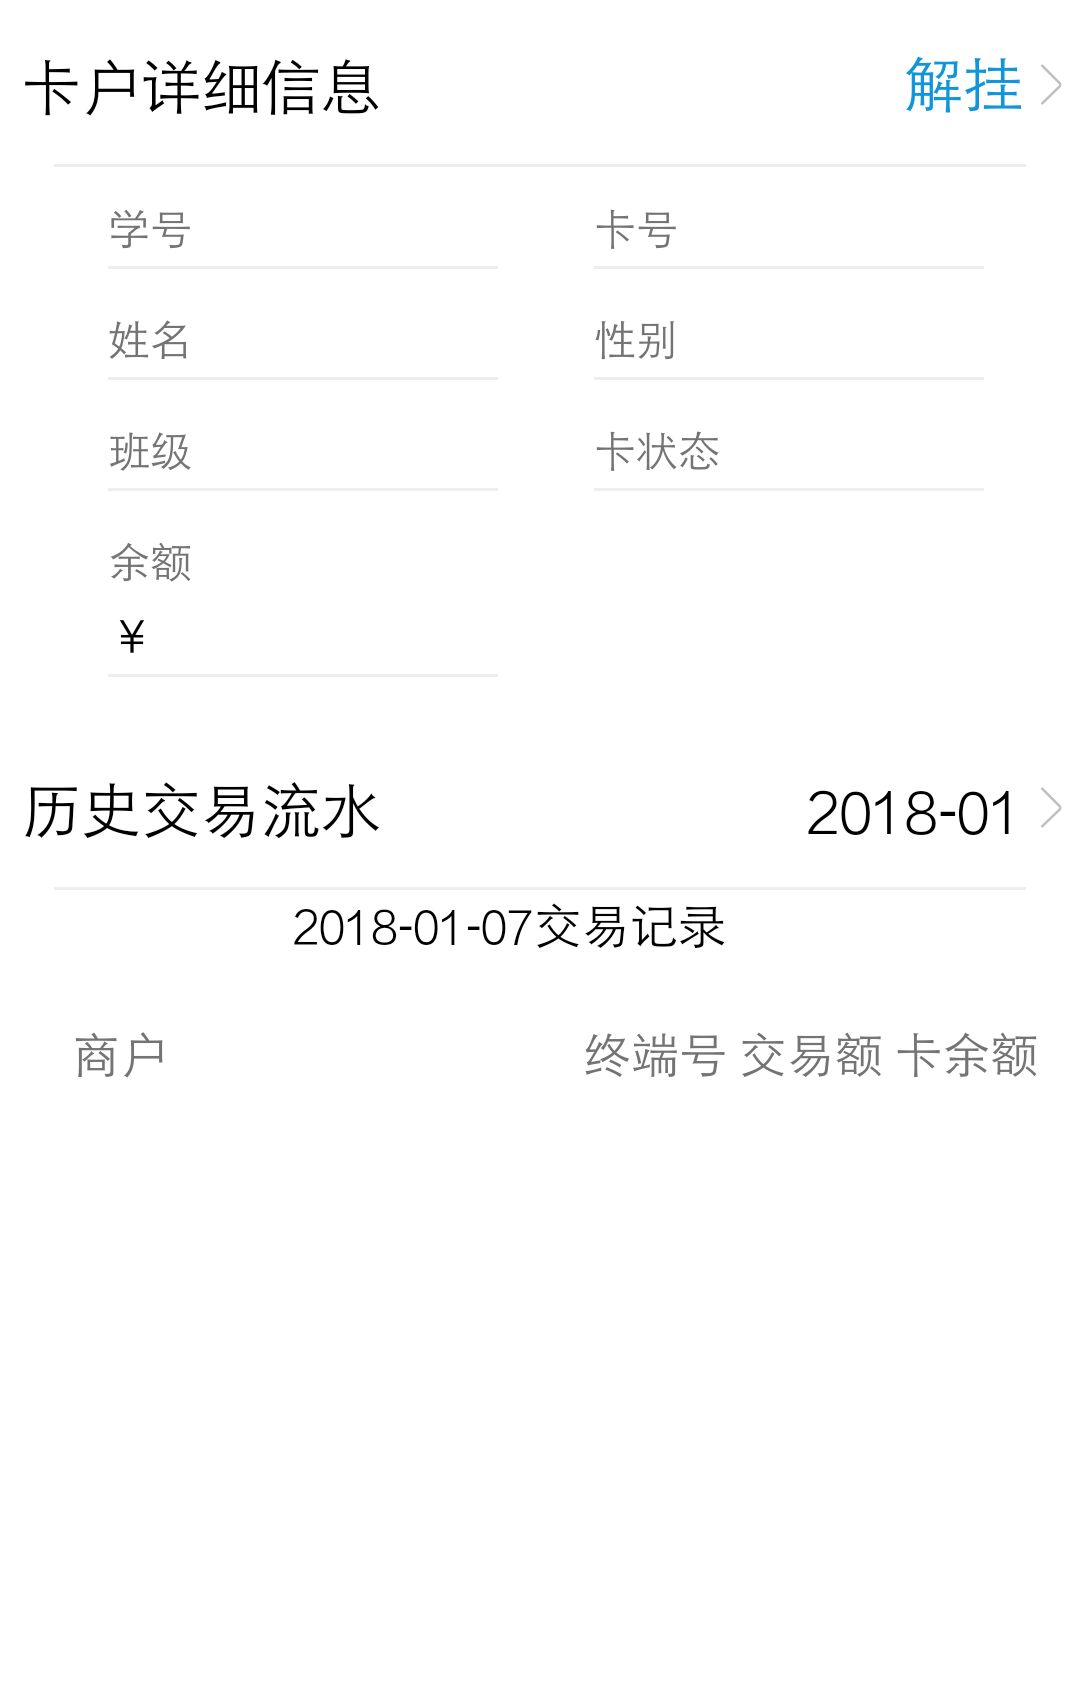 卡户详细信息 解挂
学号 卡号
姓名 性别
班级 卡状态
余额
¥
历史交易流水 2018-01
2018-01-07交易记录
商户 终端号 交易额 卡余额